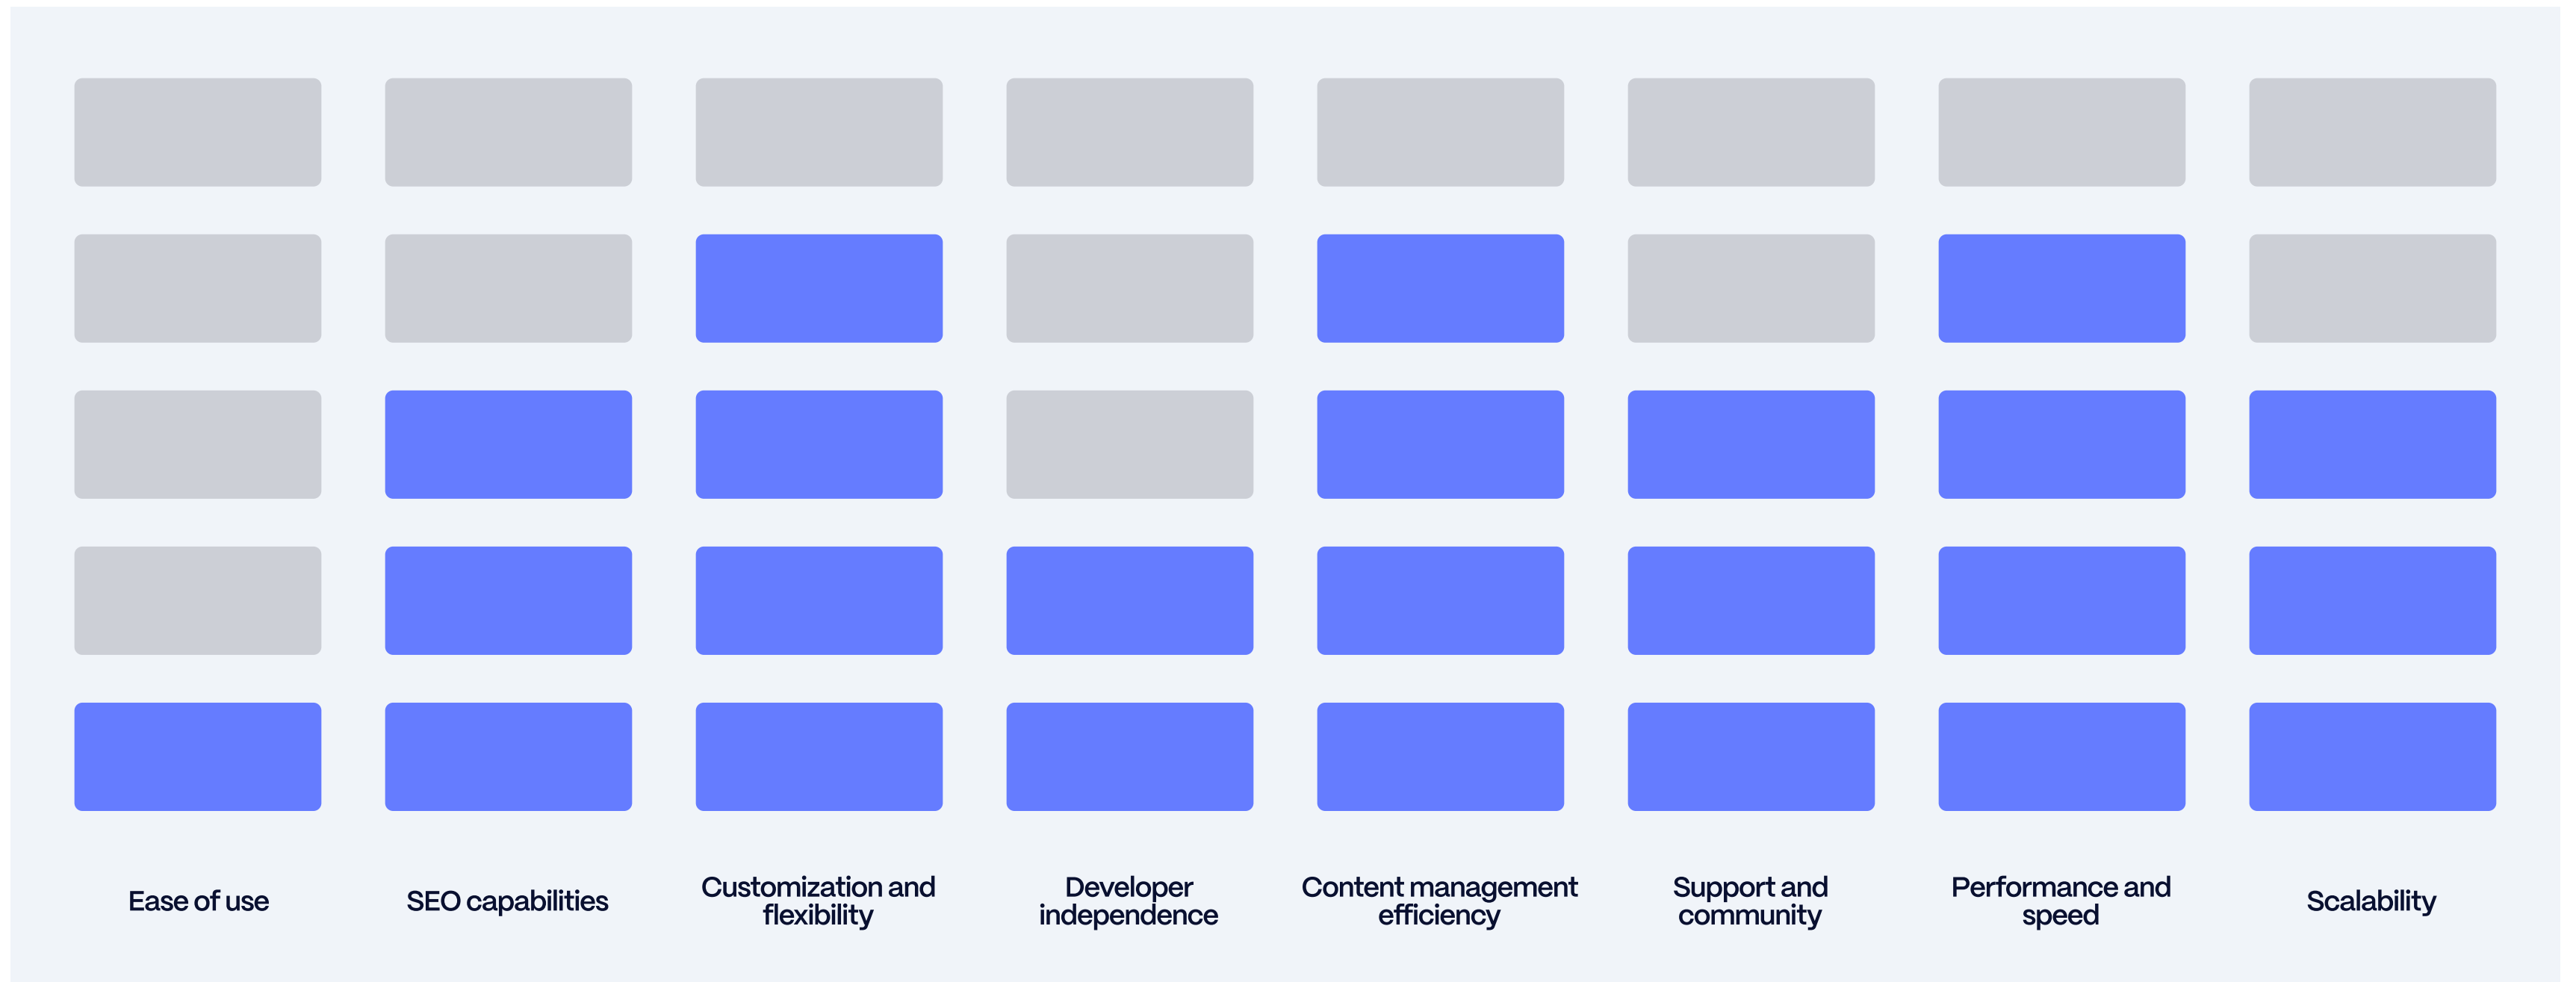 Ease of use
SEO capabilities
Customization and
flexibility
Developer
independence
Content management
efficiency
Support and
community
Performance and
speed
Scalability